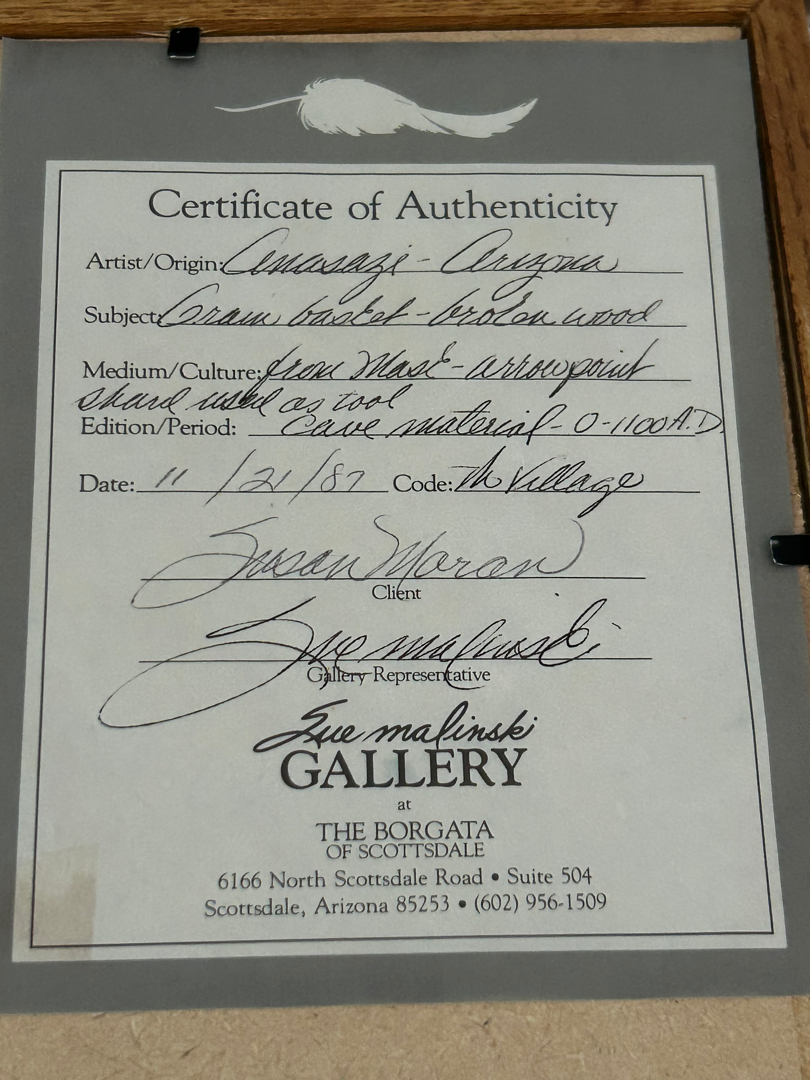 Certificate of Authenticity
Artist/Origin: Anasazi - Arizona
Subject: Grain basket - broken wood
Medium/Culture: from Mask - arrowpoint
shard used as tool
Edition/Period: cave material - 0-1100 A.D.
Date: 11/21/87 Code: Village
Susan Moran
Client
Sue Malinski
Gallery Representative
Sue malinski
GALLERY
at
THE BORGATA
OF SCOTTSDALE
6166 North Scottsdale Road • Suite 504
Scottsdale, Arizona 85253 • (602) 956-1509